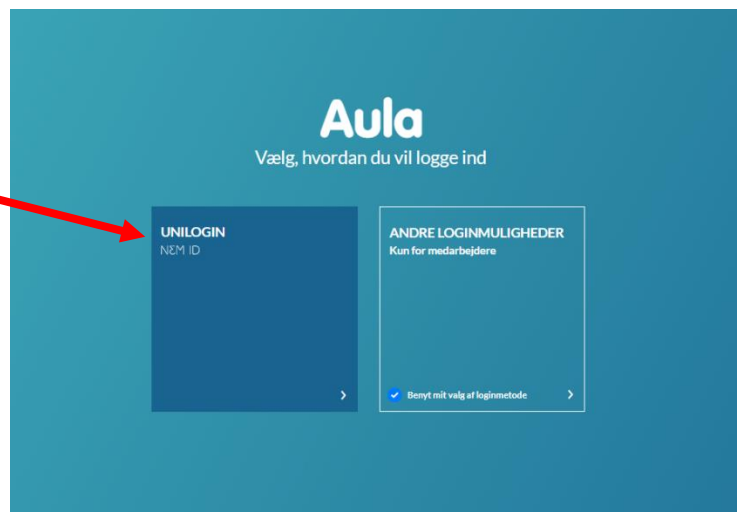 Aula
Vælg, hvordan du vil logge ind
UNILOGIN
NEM ID
ANDRE LOGINMULIGHEDER
Kun for medarbejdere
Benyt mit valg af loginmetode